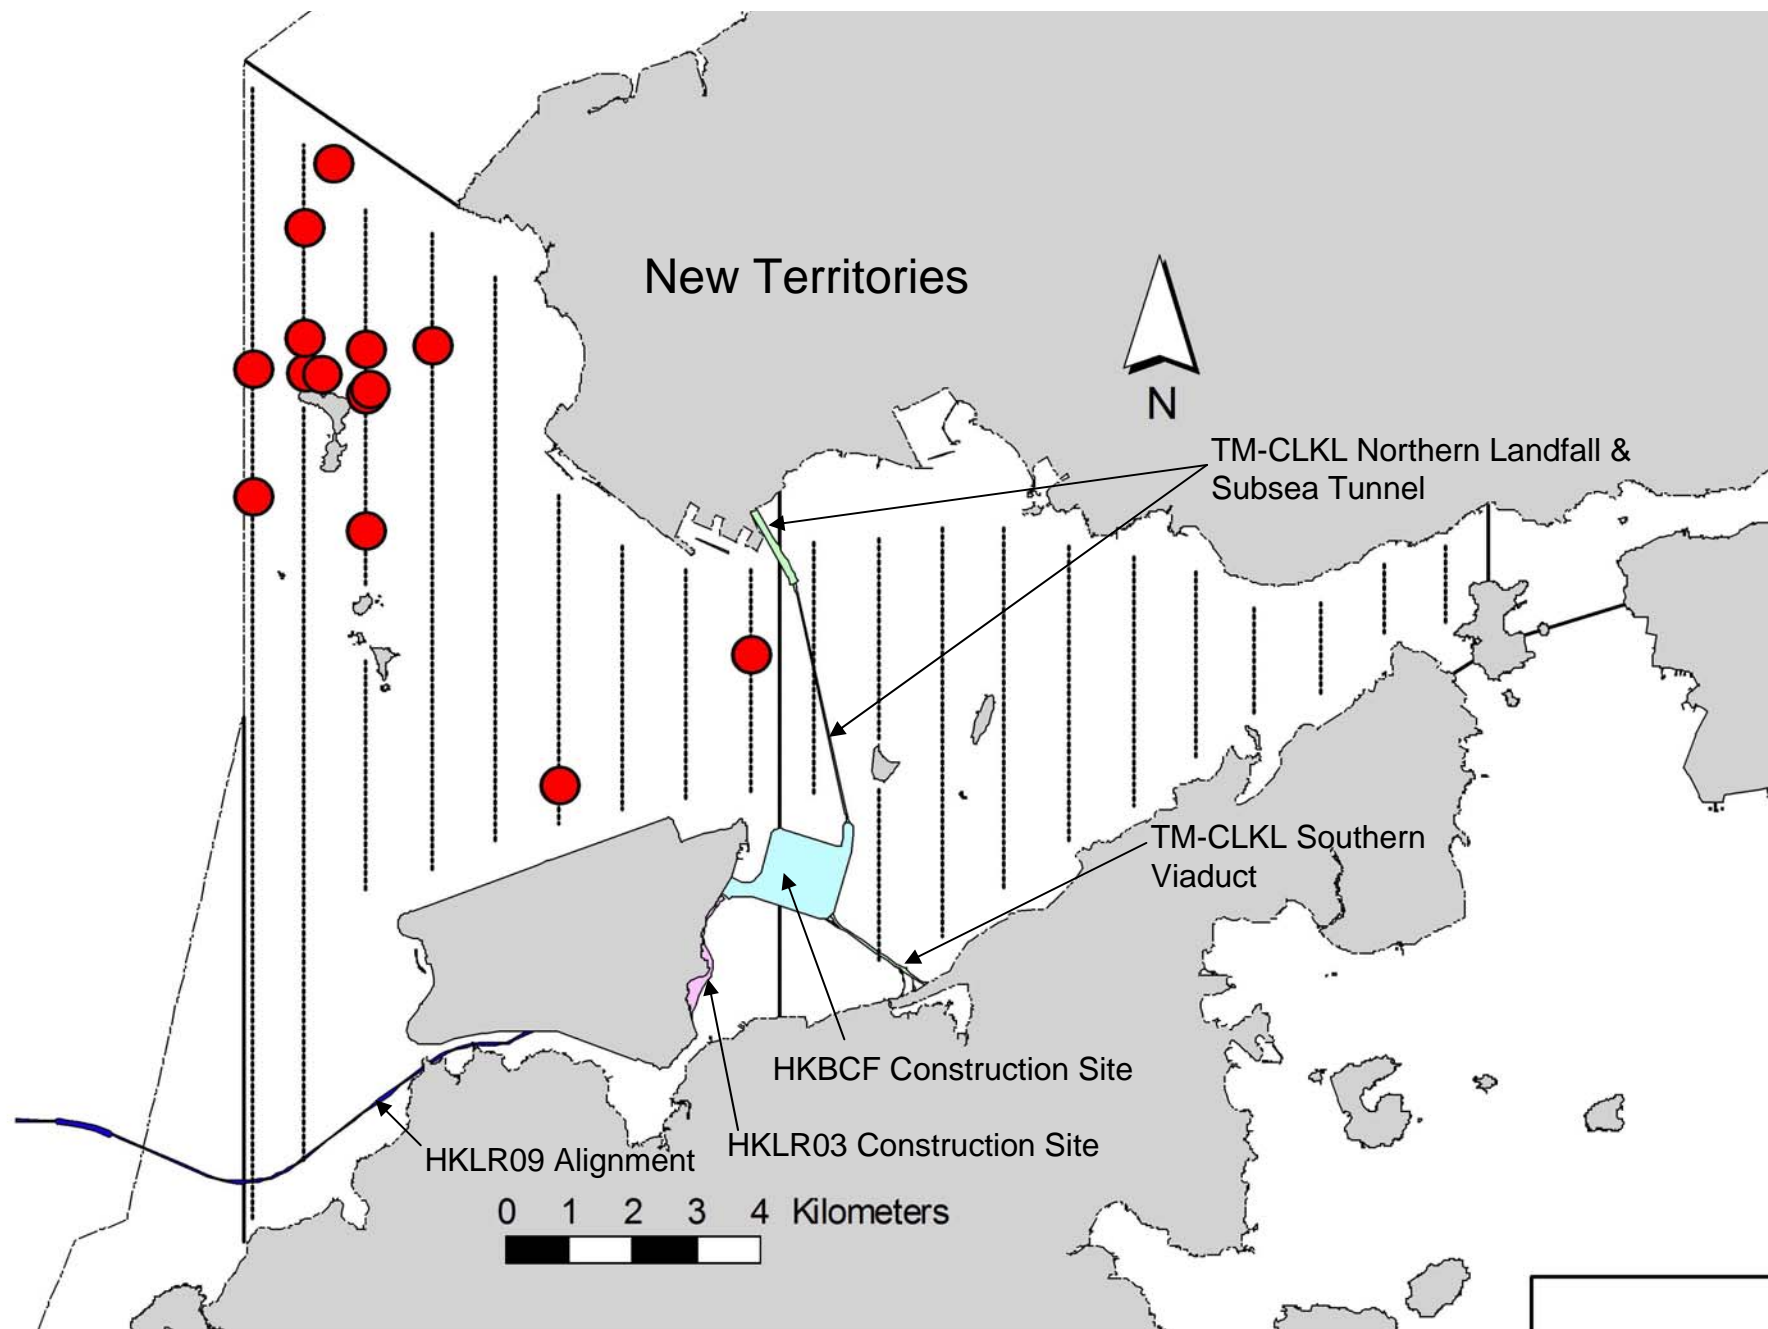 New Territories
N
TM-CLKL Northern Landfall &
Subsea Tunnel
TM-CLKL Southern
Viaduct
HKBCF Construction Site
HKLR03 Construction Site
HKLR09 Alignment
0 1 2 3 4 Kilometers